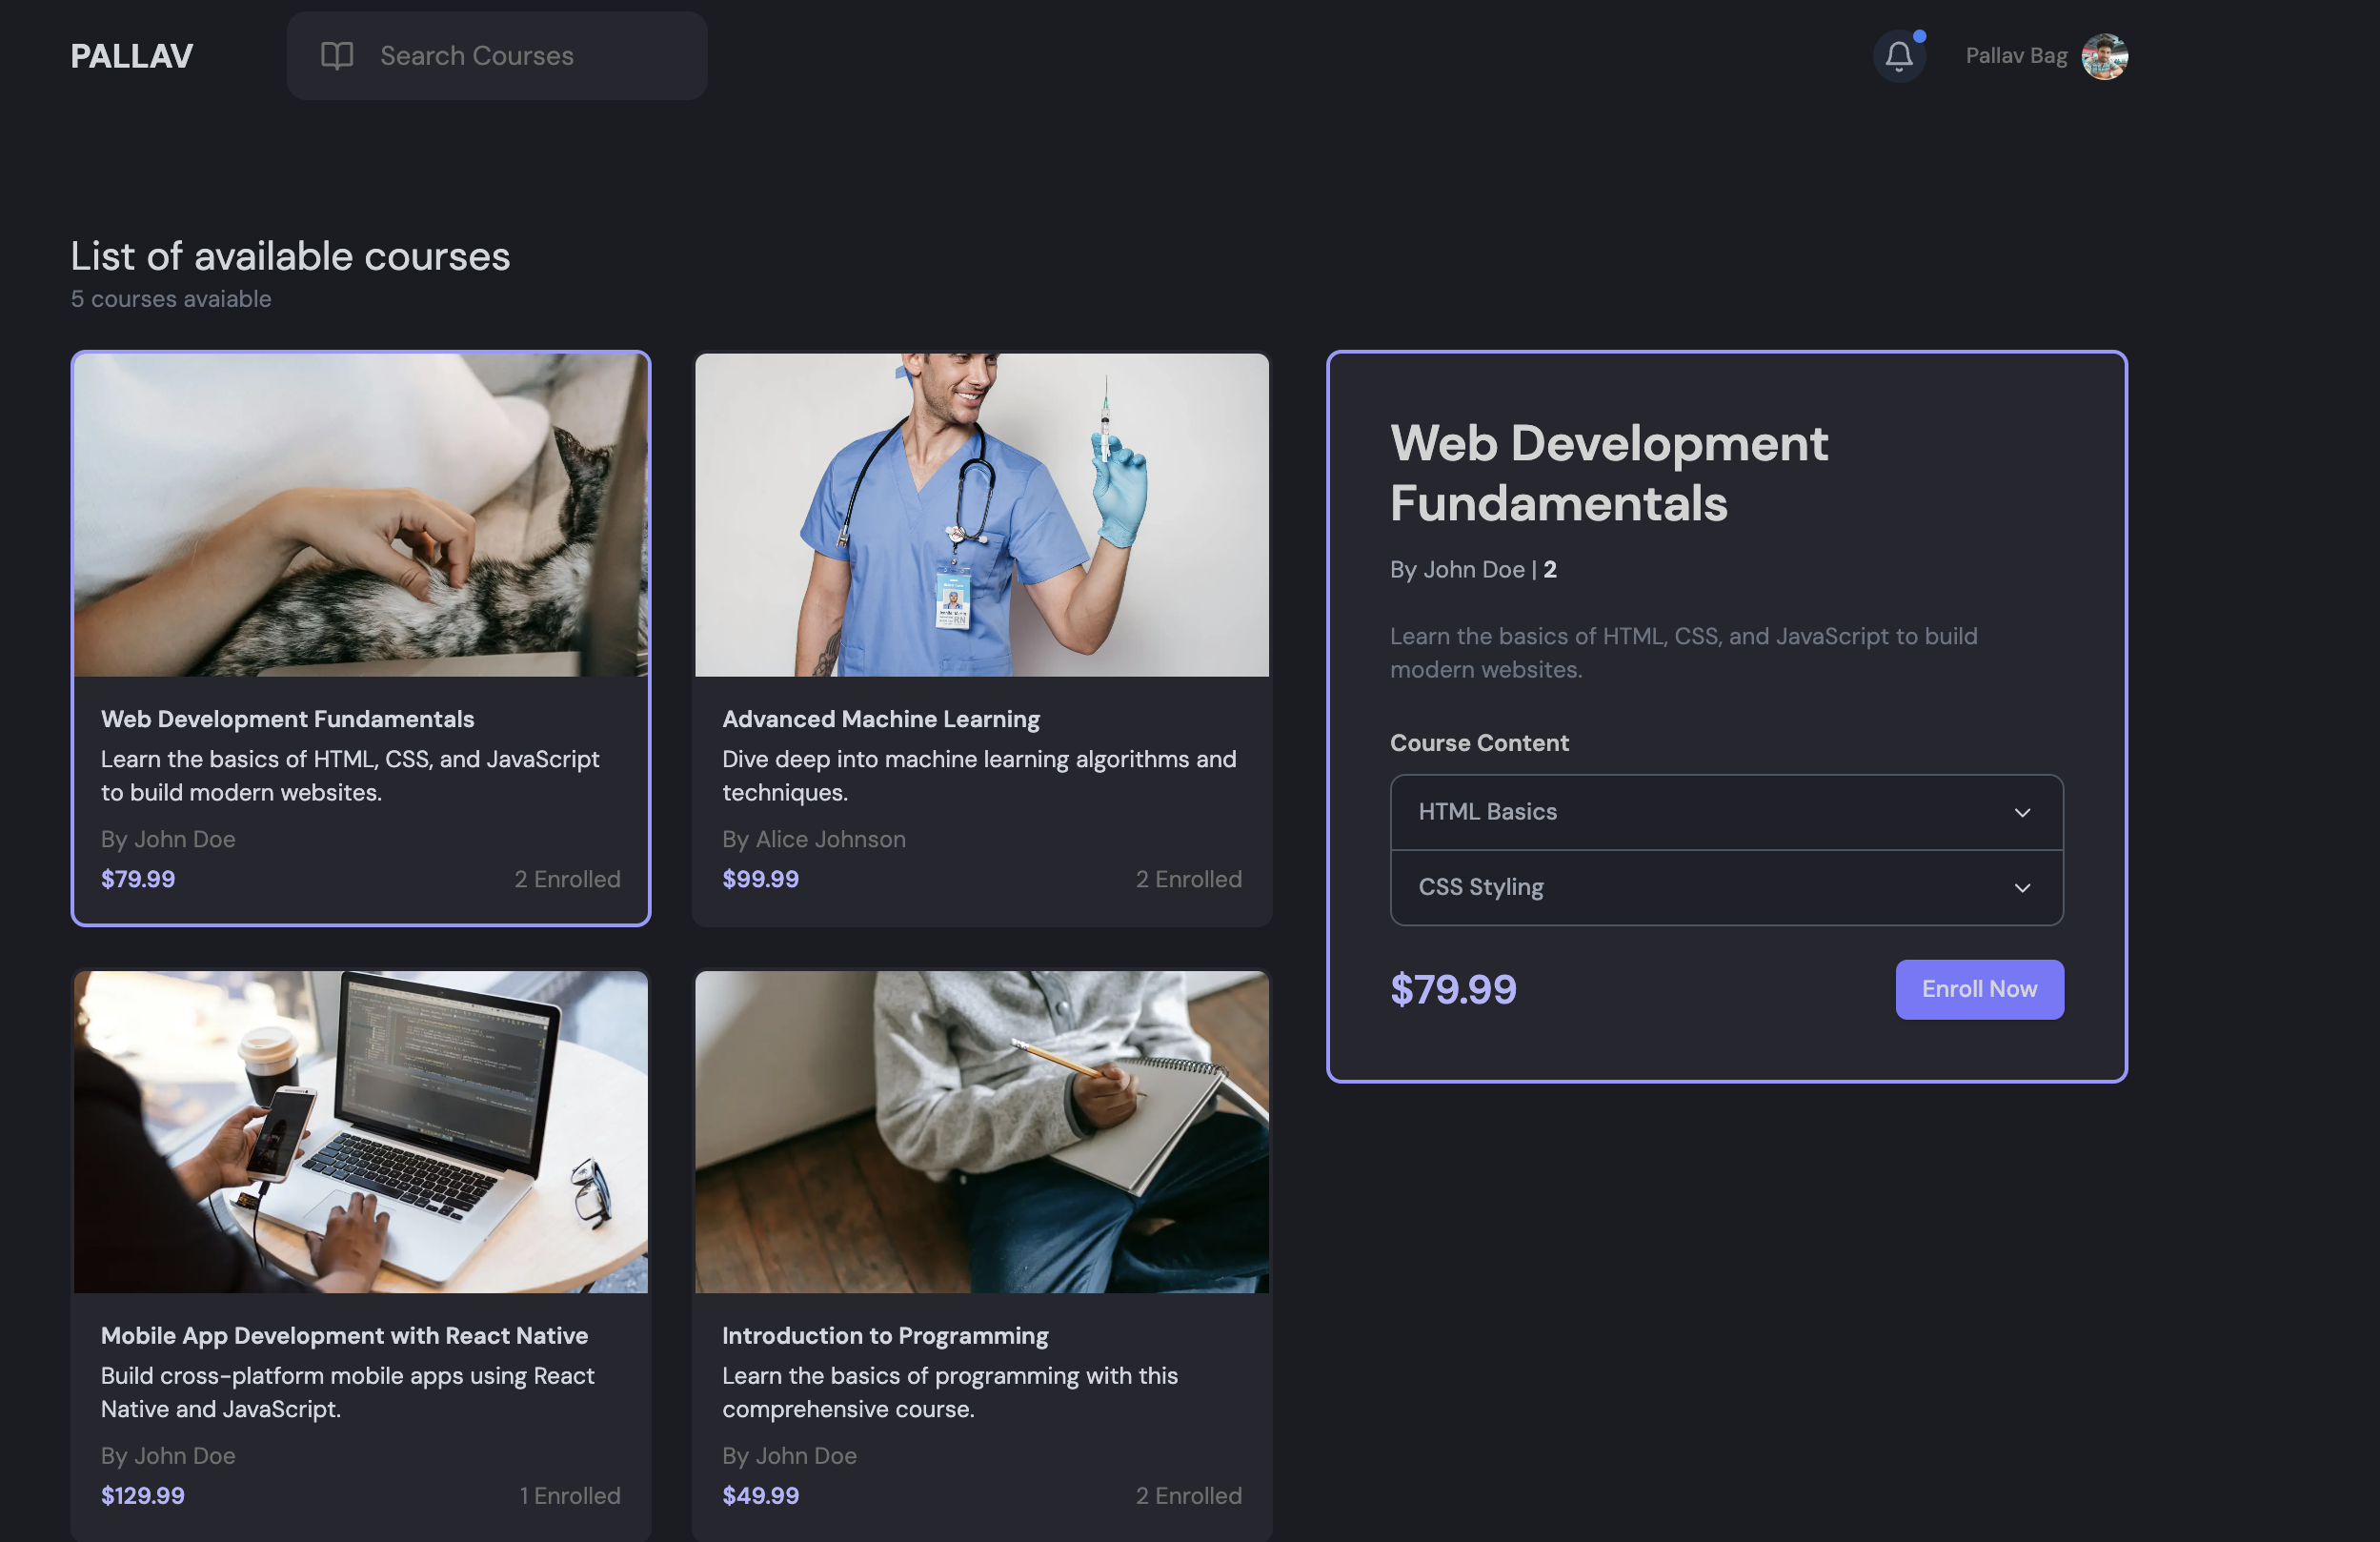 PALLAV
Search Courses
Pallav Bag
List of available courses
5 courses avaiable
Web Development Fundamentals
Learn the basics of HTML, CSS, and JavaScript
to build modern websites.
By John Doe
$79.99
2 Enrolled
RN
Advanced Machine Learning
Dive deep into machine learning algorithms and
techniques.
By Alice Johnson
$99.99
2 Enrolled
Mobile App Development with React Native
Build cross-platform mobile apps using React
Native and JavaScript.
By John Doe
$129.99
1 Enrolled
Introduction to Programming
Learn the basics of programming with this
comprehensive course.
By John Doe
$49.99
2 Enrolled
Web Development
Fundamentals
By John Doe | 2
Learn the basics of HTML, CSS, and JavaScript to build
modern websites.
Course Content
HTML Basics
CSS Styling
$79.99
Enroll Now